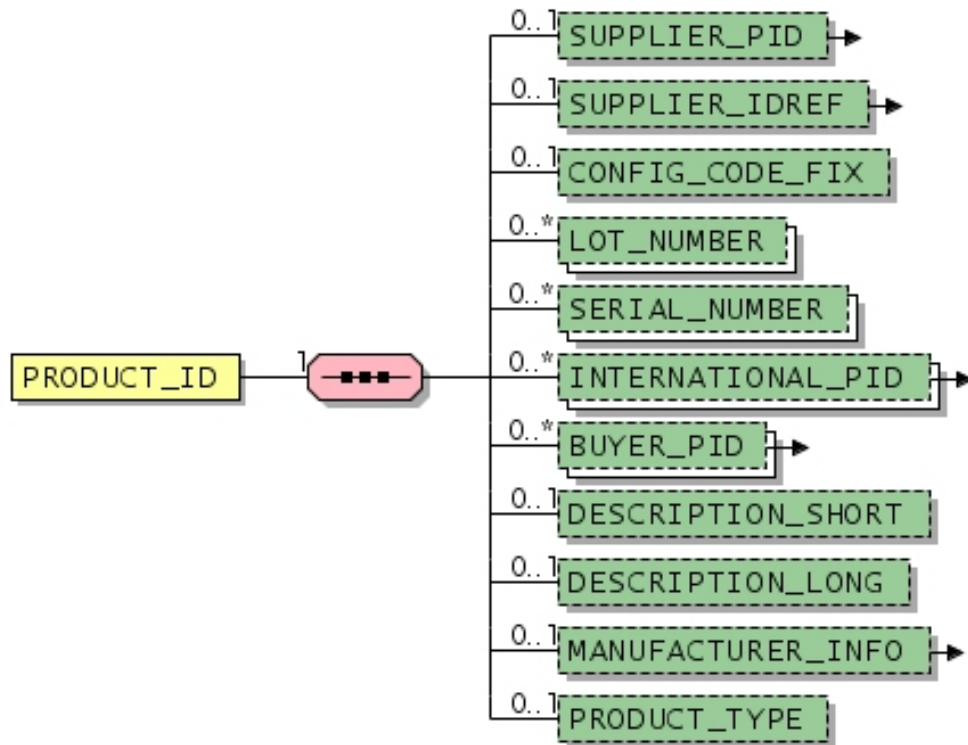 0..1
SUPPLIER_PID
0..1
SUPPLIER_IDREF
0..1
CONFIG_CODE_FIX
0..*
LOT_NUMBER
0..*
SERIAL_NUMBER
PRODUCT_ID
1
0..*
INTERNATIONAL_PID
0..*
BUYER_PID
0..1
DESCRIPTION_SHORT
0..1
DESCRIPTION_LONG
0..1
MANUFACTURER_INFO
0..1
PRODUCT_TYPE